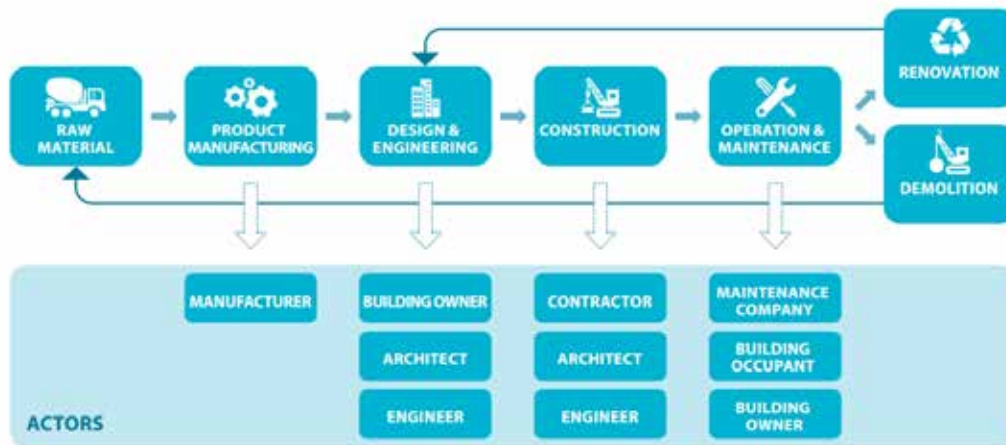 RENOVATION
RAW
MATERIAL
PRODUCT
MANUFACTURING
DESIGN &
ENGINEERING
CONSTRUCTION
OPERATION &
MAINTENANCE
DEMOLITION
MANUFACTURER
BUILDING OWNER
CONTRACTOR
MAINTENANCE
COMPANY
ARCHITECT
ARCHITECT
BUILDING
OCCUPANT
ACTORS
ENGINEER
ENGINEER
BUILDING
OWNER